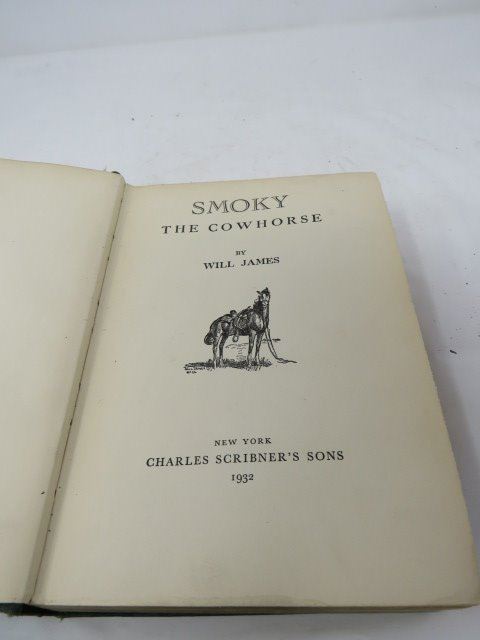 SMOKY
THE COWHORSE
BY
WILL JAMES
NEW YORK
CHARLES SCRIBNER'S SONS
1932